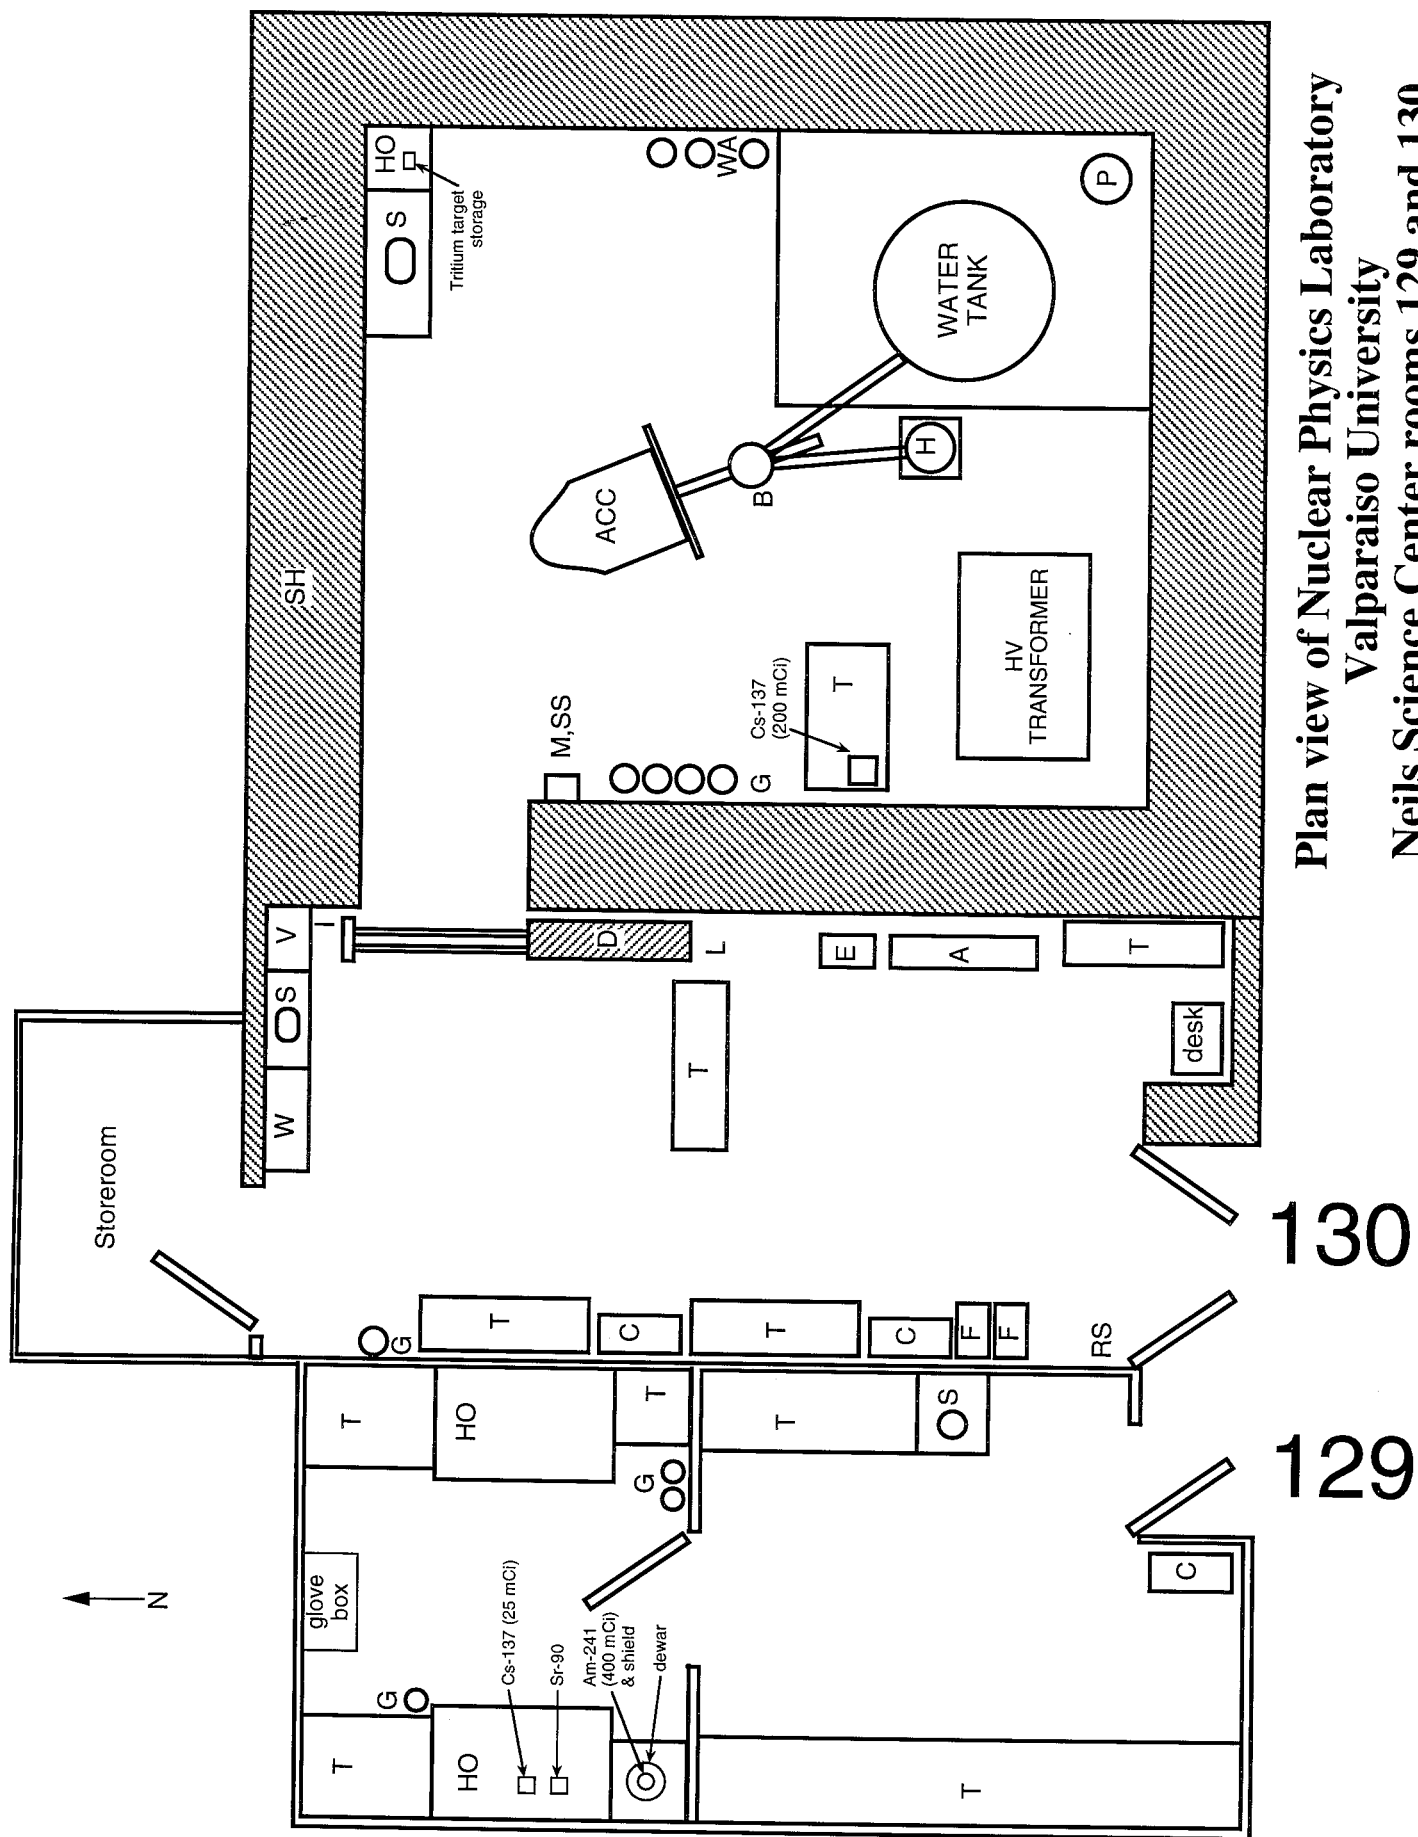 N
Storeroom
SH
W
S
V
I
HO
S
Tritium target
storage
M,SS
ACC
G
WA
B
Cs-137
(200 mCi)
T
WATER
TANK
H
P
HV
TRANSFORMER
D
L
E
A
T
desk
T
G
T
C
T
C
F
F
RS
T
HO
T
G
T
S
glove
box
G
T
HO
Cs-137 (25 mCi)
Sr-90
Am-241
(400 mCi)
& shield
dewar
T
C
130
129
Plan view of Nuclear Physics Laboratory
Valparaiso University
Neils Science Center rooms 129 and 130